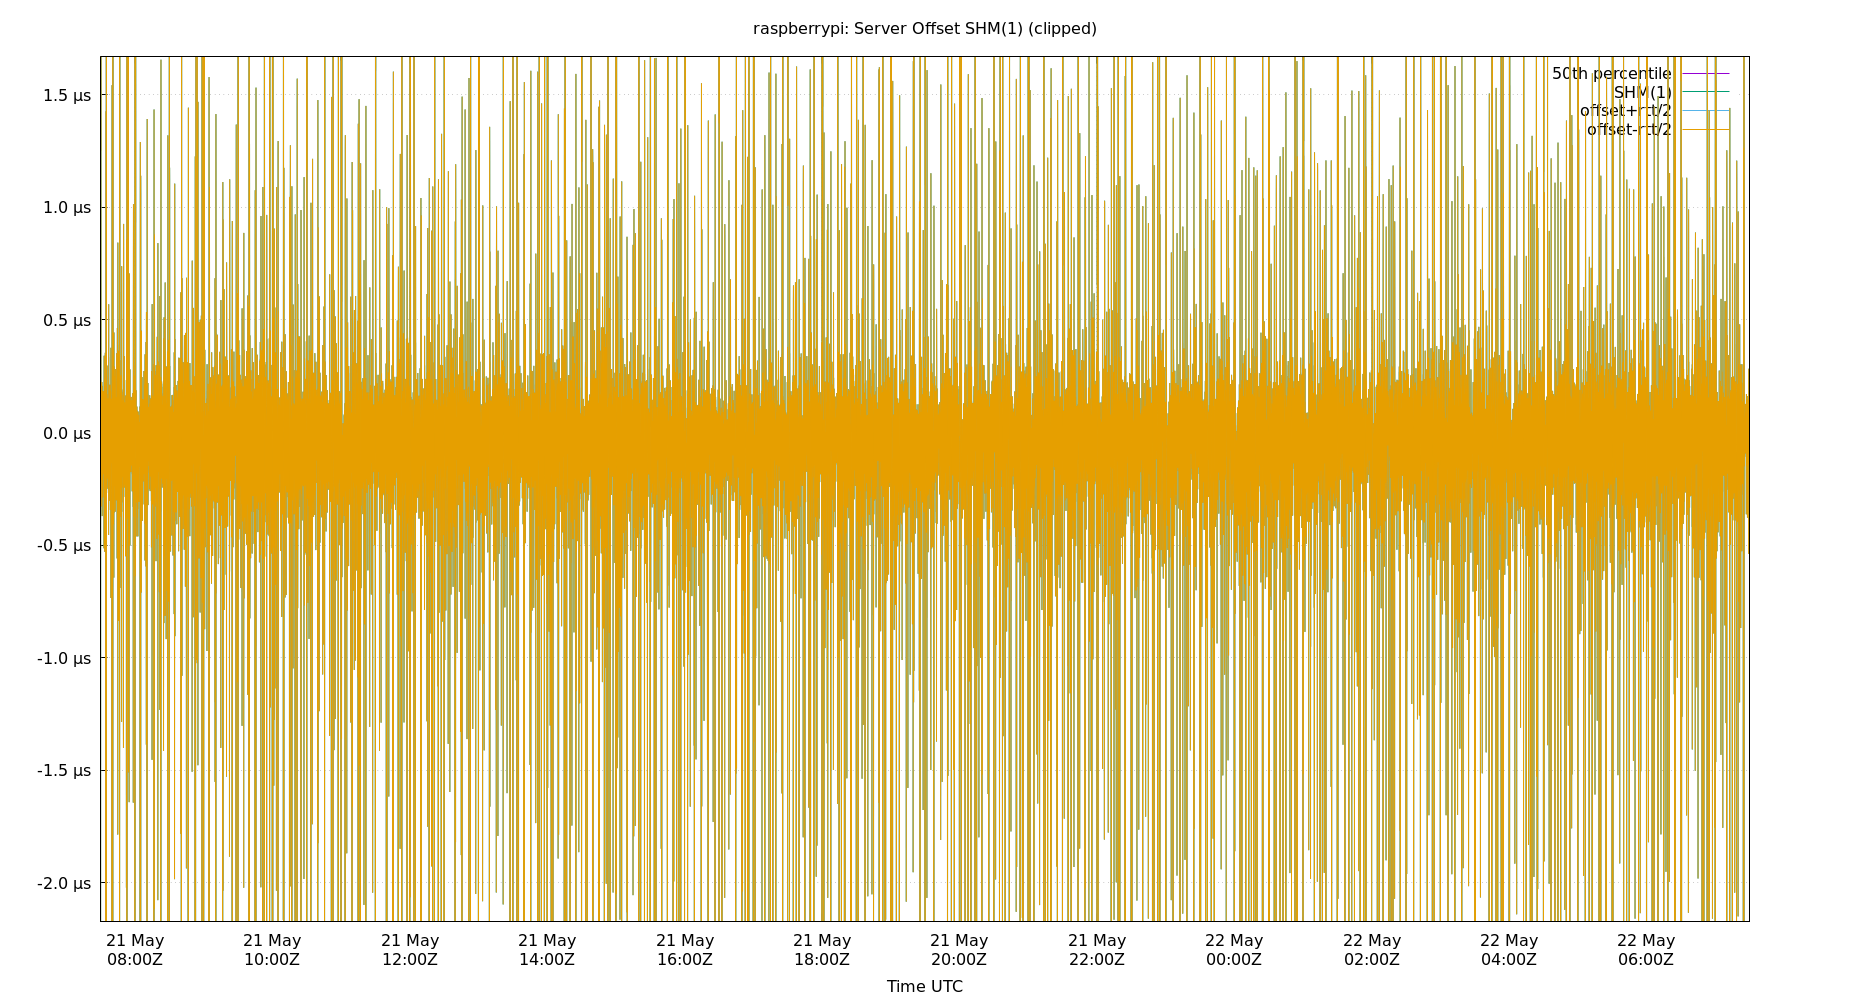 raspberrypi: Server Offset SHM(1) (clipped)
50th percentile
SHM(1)
offset+rtt/2
offset-rtt/2
1.5 µs
1.0 µs
0.5 µs
0.0 µs
-0.5 µs
-1.0 µs
-1.5 µs
-2.0 µs
21 May 21 May 21 May 21 May 21 May 21 May 21 May 21 May 22 May 22 May 22 May 22 May
08:00Z 10:00Z 12:00Z 14:00Z 16:00Z 18:00Z 20:00Z 22:00Z 00:00Z 02:00Z 04:00Z 06:00Z
Time UTC